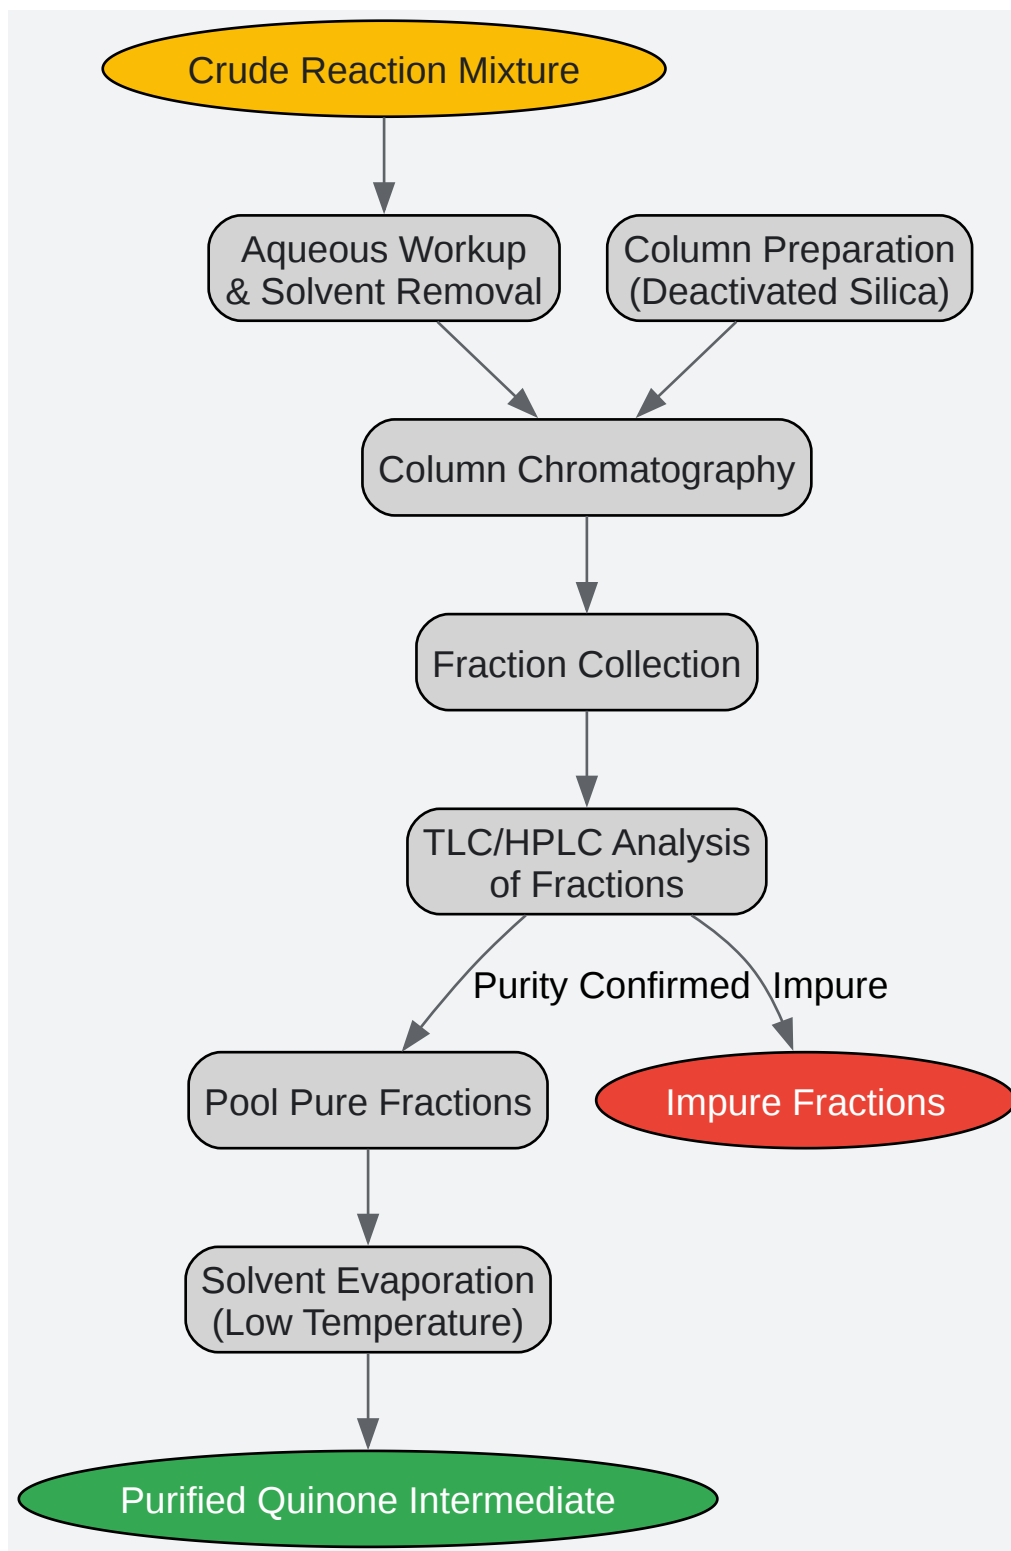 Crude Reaction Mixture
Aqueous Workup
& Solvent Removal
Column Preparation
(Deactivated Silica)
Column Chromatography
Fraction Collection
TLC/HPLC Analysis
of Fractions
Purity Confirmed
Impure
Pool Pure Fractions
Impure Fractions
Solvent Evaporation
(Low Temperature)
Purified Quinone Intermediate